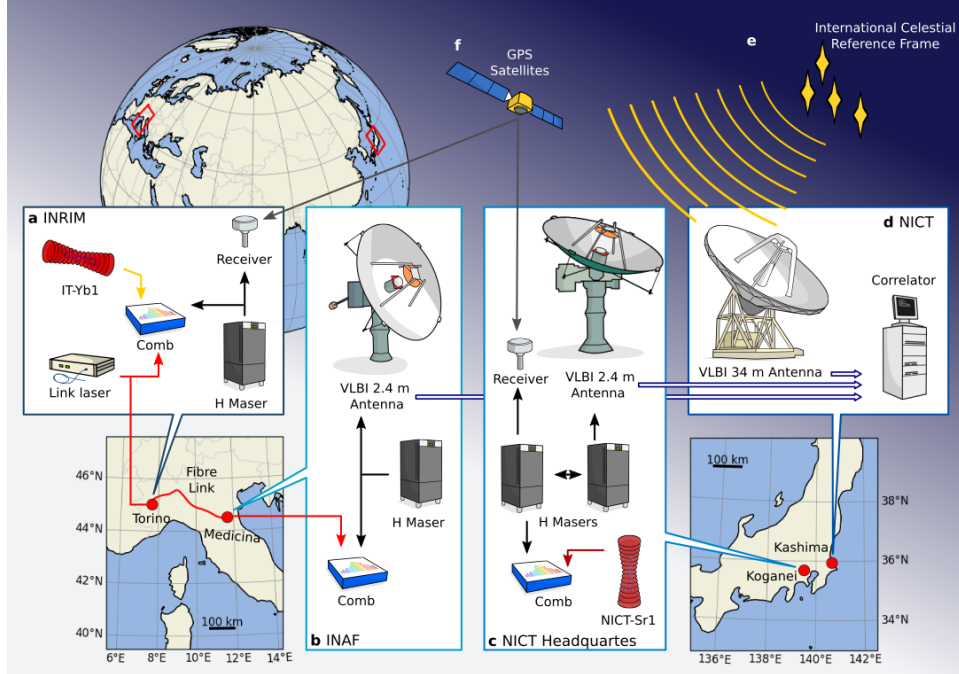 f
GPS
Satellites
e
International Celestial
Reference Frame
a INRIM
IT-Yb1
Receiver
Comb
Link laser
H Maser
VLBI 2.4 m
Antenna
H Maser
Comb
b INAF
Receiver
VLBI 2.4 m
Antenna
H Masers
Comb
NICT-Sr1
c NICT Headquartes
d NICT
Correlator
VLBI 34 m Antenna
46°N
44°N
42°N
40°N
Fibre
Link
Torino
Medicina
100 km
6°E 8°E 10°E 12°E 14°E
100 km
38°N
36°N
34°N
Kashima
Koganei
136°E 140°E 142°E